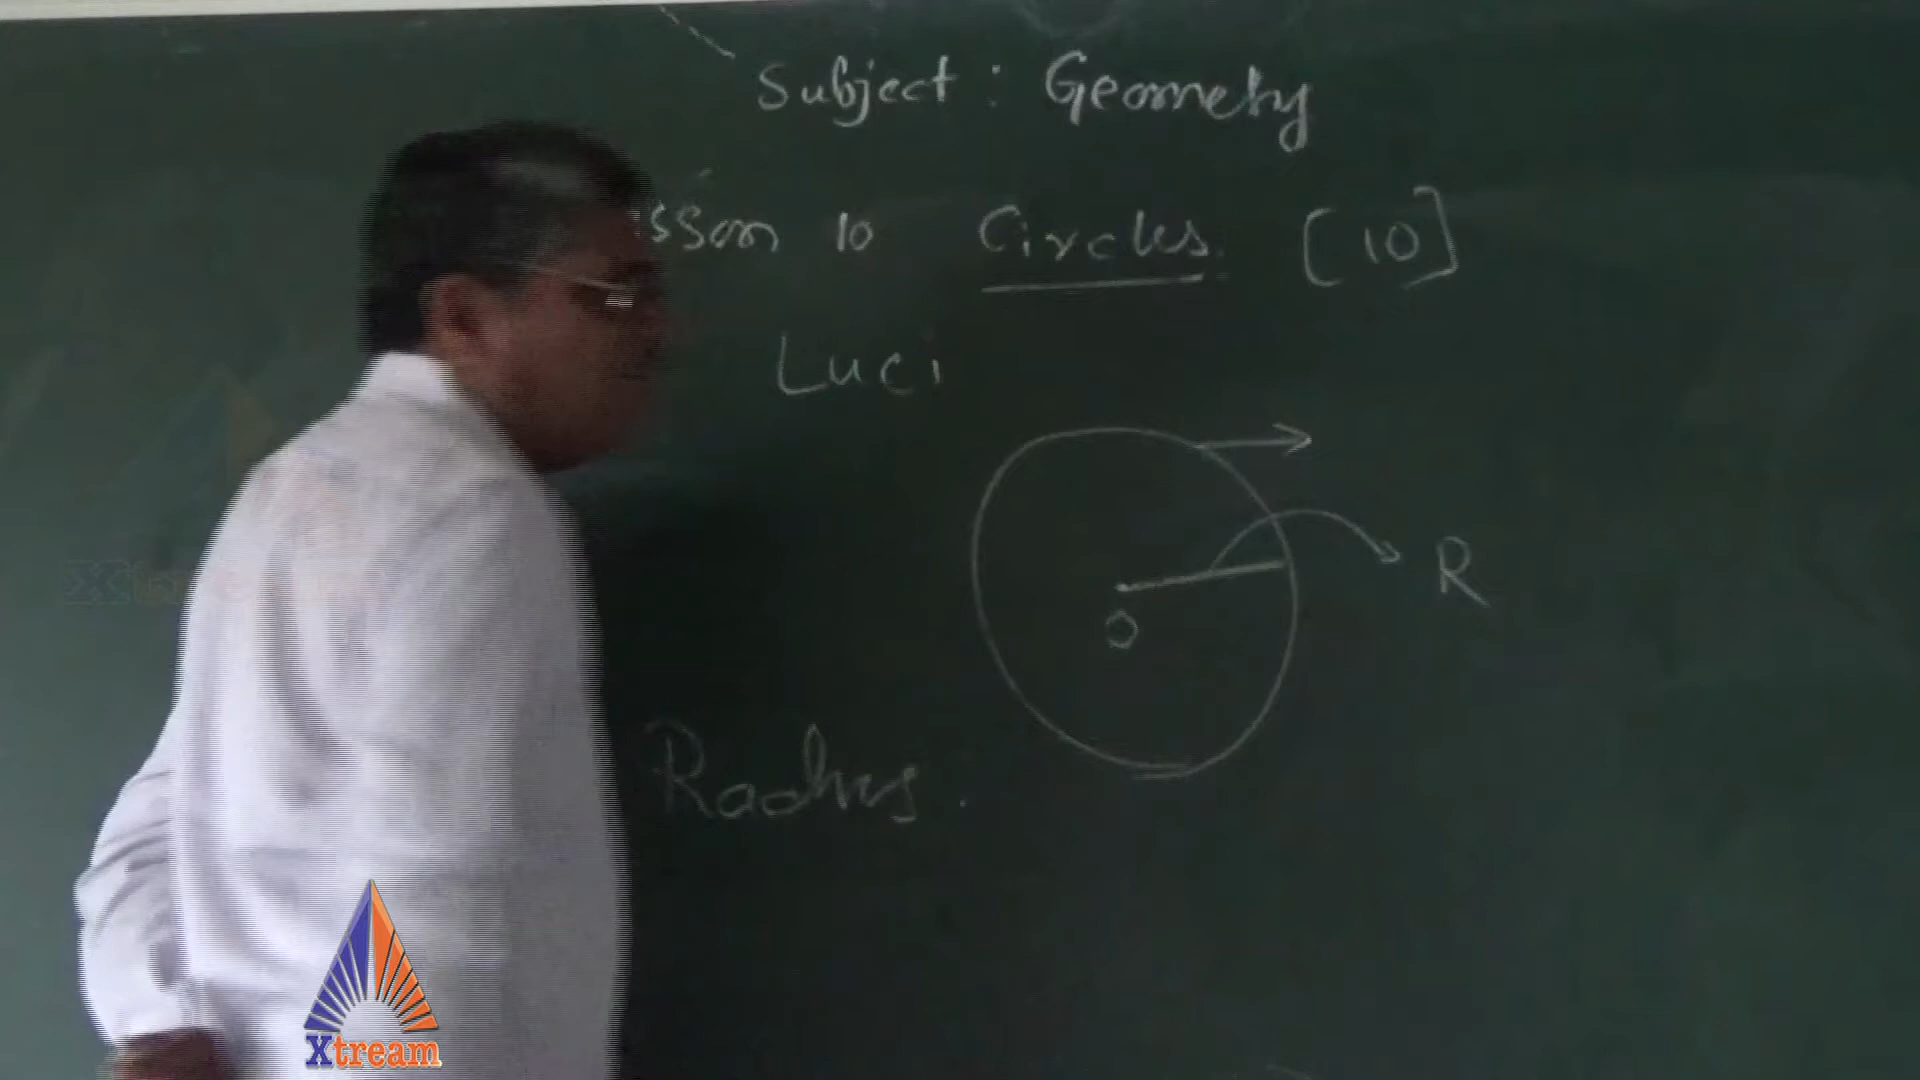 Subject : Geometry
sson 10 Circles. [10]
Luci
R
O
Radius.
Xtream